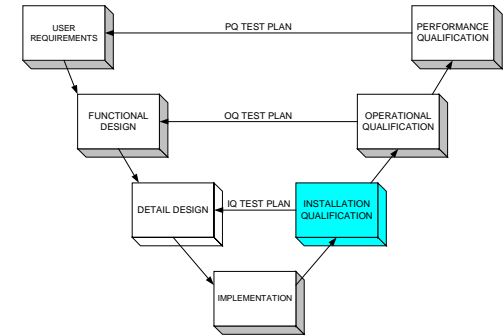 USER
REQUIREMENTS
PQ TEST PLAN
PERFORMANCE
QUALIFICATION
FUNCTIONAL
DESIGN
OQ TEST PLAN
OPERATIONAL
QUALIFICATION
DETAIL DESIGN
IQ TEST PLAN
INSTALLATION
QUALIFICATION
IMPLEMENTATION